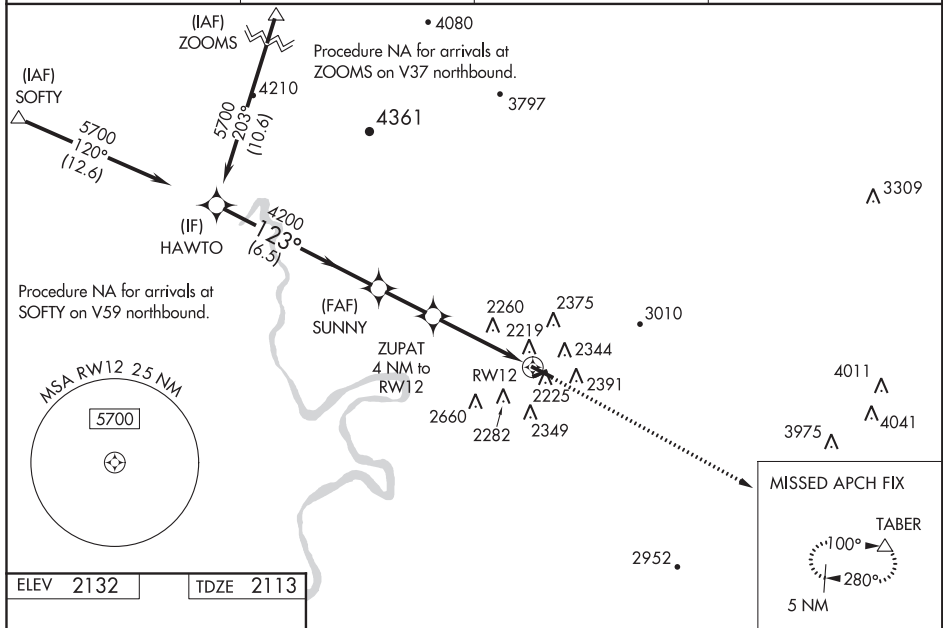 (IAF)
ZOOMS
4080
Procedure NA for arrivals at
ZOOMS on V37 northbound.
(IAF)
SOFTY
4210
3797
4361
5700
203°
(10.6)
5700
120°
(12.6)
3309
(IF)
HAWTO
4200
123°
(6.5)
Procedure NA for arrivals at
SOFTY on V59 northbound.
(FAF)
SUNNY
2260
2375
3010
2219
ZUPAT
4 NM to
RW12
2344
RW12
2391
2225
4011
MSA RW12 25 NM
5700
2660
2282
2349
4041
3975
MISSED APCH FIX
TABER
100°
280°
5 NM
2952
ELEV 2132
TDZE 2113